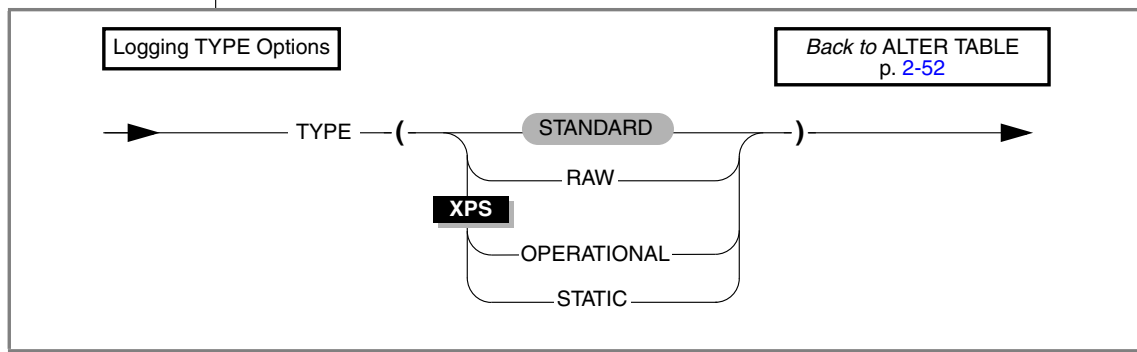 Logging TYPE Options
Back to ALTER TABLE
p. 2-52
TYPE ( STANDARD )
RAW
XPS
OPERATIONAL
STATIC